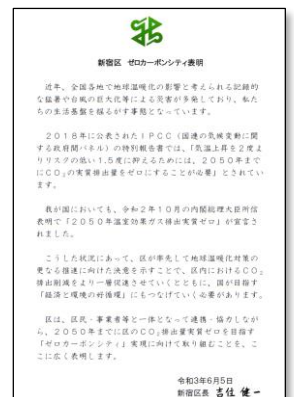 新宿区 ゼロカーボンシティ表明
近年、全国各地で地球温暖化の影響と考えられる記録的
な猛暑や台風の巨大化等による災害が多発しており、私た
ちの生活基盤を揺るがす事態となっています。
2018年に公表されたIPCC(国連の気候変動に関
する政府間パネル)の特別報告書では、「気温上昇を2度よ
りリスクの低い1.5度に抑えるためには、2050年まで
にCO₂の実質排出量をゼロにすることが必要」とされてい
ます。
我が国においても、令和2年10月の内閣総理大臣所信
表明で「2050年温室効果ガス排出実質ゼロ」が宣言さ
れました。
こうした状況にあって、区が率先して地球温暖化対策の
更なる推進に向けた決意を示すことで、区内におけるCO₂
排出削減をより一層促進させていくとともに、国が目指す
「経済と環境の好循環」にもつなげていく必要があります。
区は、区民・事業者等と一体となって連携・協力しなが
ら、2050年までに区のCO₂排出量実質ゼロを目指す
「ゼロカーボンシティ」実現に向けて取り組むことを、こ
こに広く表明します。
令和3年6月5日
新宿区長 吉住 健一